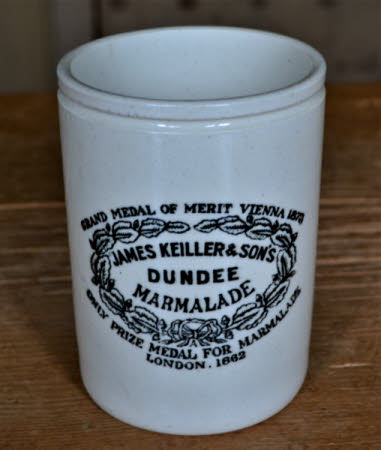 GRAND MEDAL OF MERIT VIENNA 1873
JAMES KEILLER & SON'S
DUNDEE
MARMALADE
ONLY PRIZE MEDAL FOR MARMALADE
LONDON. 1862